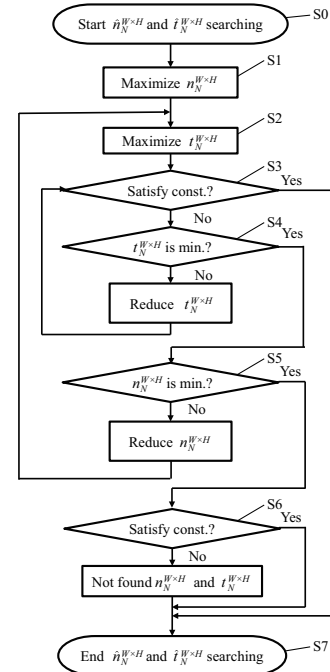 S0
Start n̂_N^{W×H} and t̂_N^{W×H} searching
S1
Maximize n_N^{W×H}
S2
Maximize t_N^{W×H}
S3
Satisfy const.?
Yes
No
S4
t_N^{W×H} is min.?
Yes
No
Reduce t_N^{W×H}
S5
n_N^{W×H} is min.?
Yes
No
Reduce n_N^{W×H}
S6
Satisfy const.?
Yes
No
Not found n_N^{W×H} and t_N^{W×H}
S7
End n̂_N^{W×H} and t̂_N^{W×H} searching